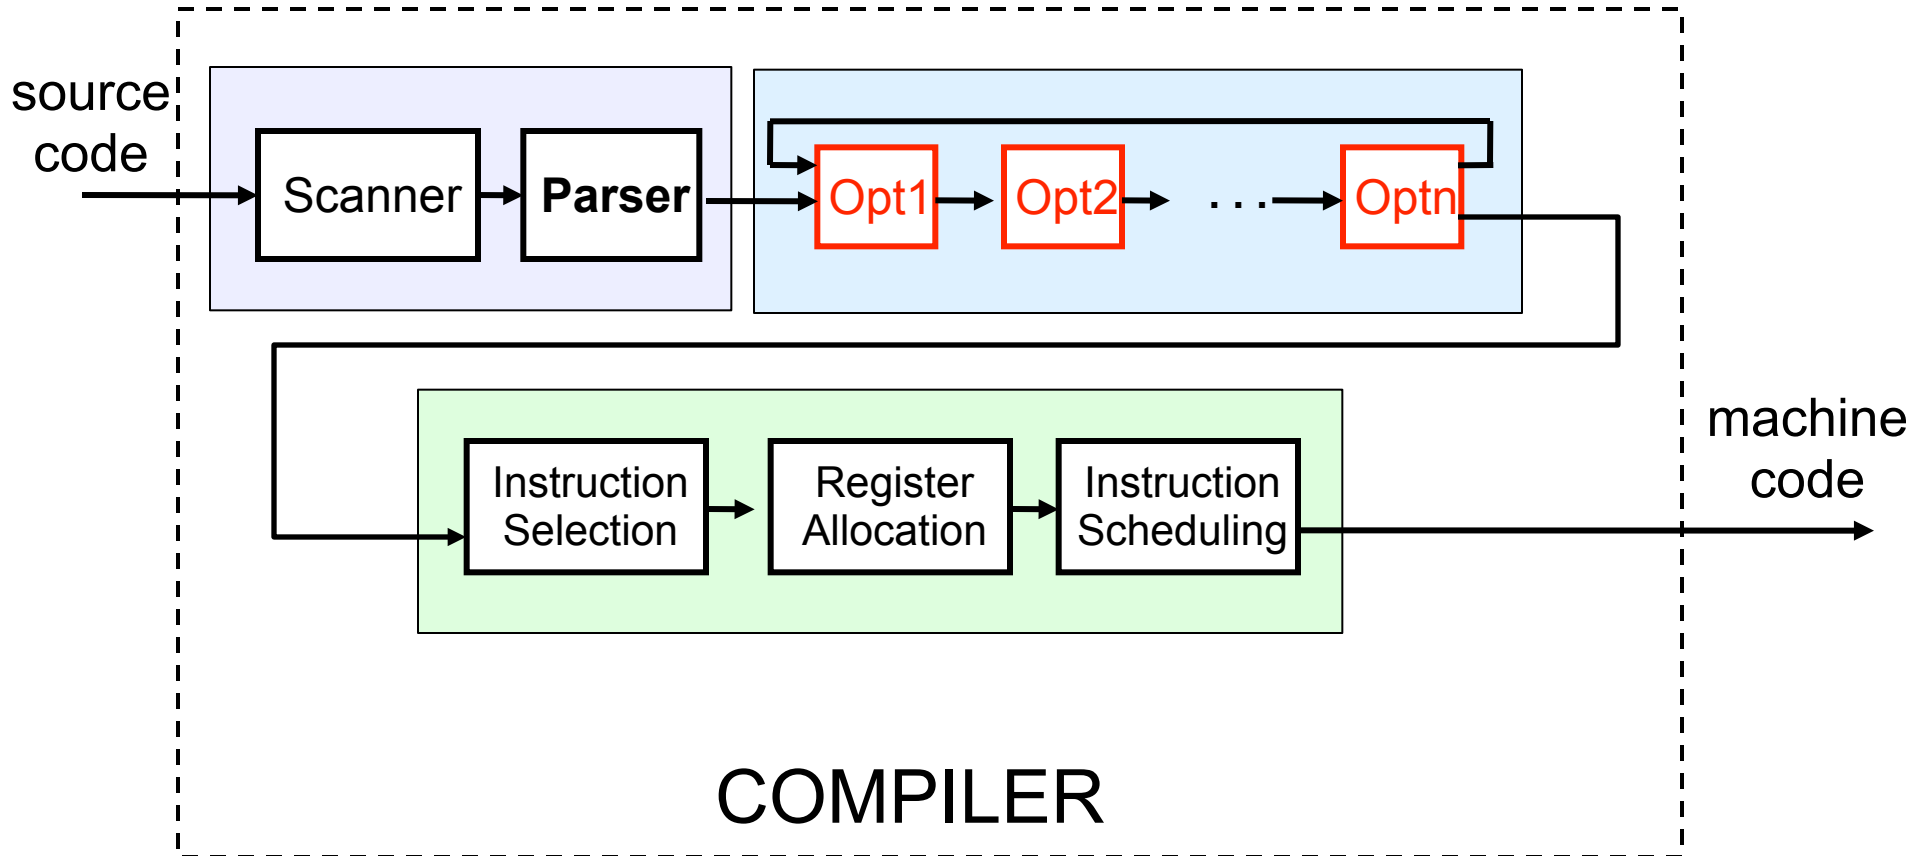 source
code
Scanner
Parser
Opt1
Opt2
. . .
Optn
Instruction
Selection
Register
Allocation
Instruction
Scheduling
machine
code
COMPILER